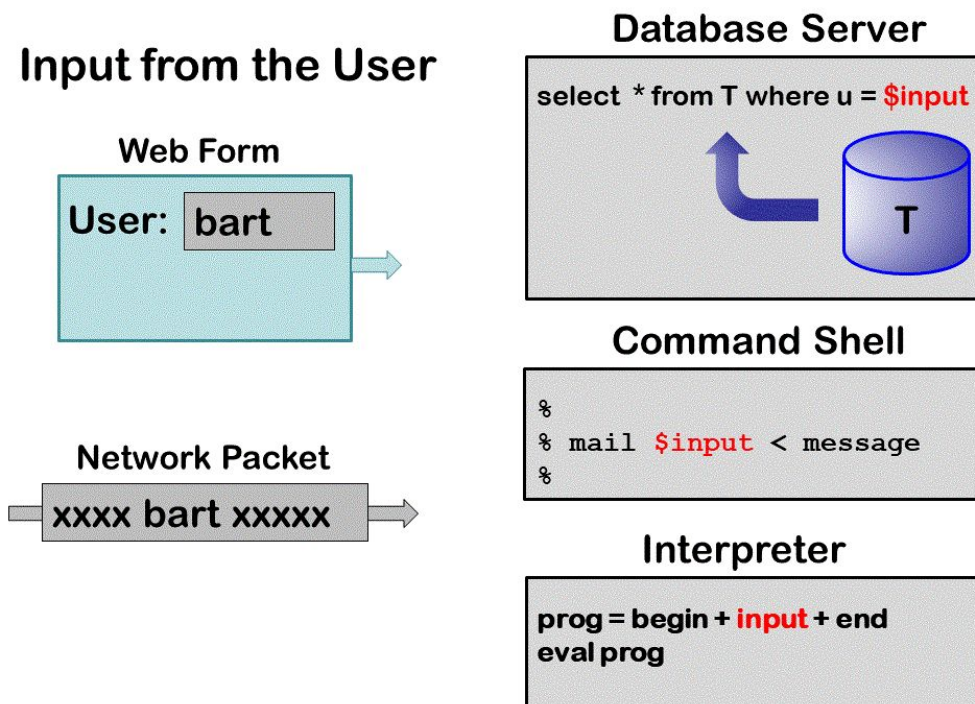 Input from the User
Web Form
User: bart
Network Packet
xxxx bart xxxxx
Database Server
select * from T where u = $input
T
Command Shell
%
% mail $input < message
%
Interpreter
prog = begin + input + end
eval prog